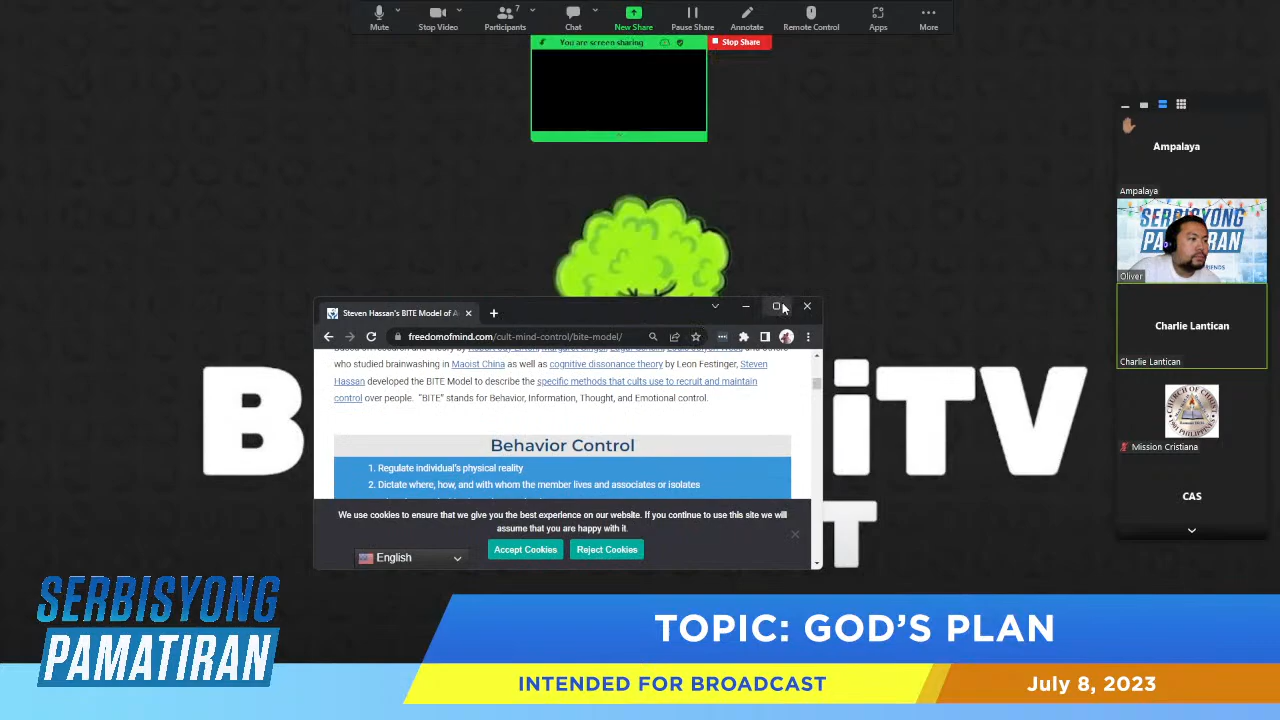 Mute
Stop Video
Participants
7
Chat
New Share
Pause Share
Annotate
Remote Control
Apps
More
You are screen sharing
Stop Share
Ampalaya
Ampalaya
SERBISYONG
Oliver
Charlie Lantican
Charlie Lantican
Mission Cristiana
CAS
B
iTV
T
Steven Hassan's BITE Model of A
freedomofmind.com/cult-mind-control/bite-model/
who studied brainwashing in Maoist China as well as cognitive dissonance theory by Leon Festinger, Steven
Hassan developed the BITE Model to describe the specific methods that cults use to recruit and maintain
control over people. “BITE” stands for Behavior, Information, Thought, and Emotional control.
Behavior Control
1. Regulate individual's physical reality
2. Dictate where, how, and with whom the member lives and associates or isolates
We use cookies to ensure that we give you the best experience on our website. If you continue to use this site we will
assume that you are happy with it.
Accept Cookies
Reject Cookies
English
SERBISYONG
PAMATIRAN
TOPIC: GOD'S PLAN
INTENDED FOR BROADCAST
July 8, 2023